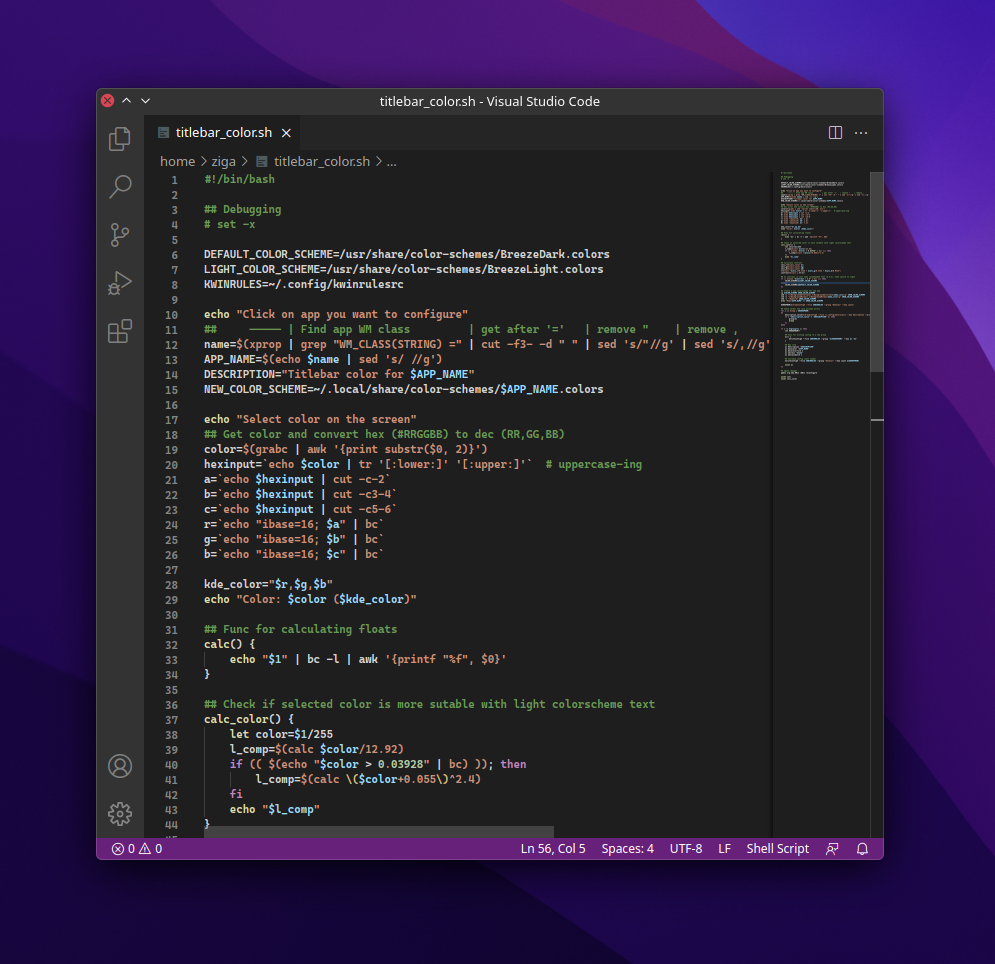 titlebar_color.sh - Visual Studio Code
titlebar_color.sh
home > ziga > titlebar_color.sh > ...
1 #!/bin/bash
2
3 ## Debugging
4 # set -x
5
6 DEFAULT_COLOR_SCHEME=/usr/share/color-schemes/BreezeDark.colors
7 LIGHT_COLOR_SCHEME=/usr/share/color-schemes/BreezeLight.colors
8 KWINRULES=~/.config/kwinrulesrc
9
10 echo "Click on app you want to configure"
11 ##     ————— | Find app WM class         | get after '='   | remove "    | remove ,
12 name=$(xprop | grep "WM_CLASS(STRING) =" | cut -f3- -d " " | sed 's/"//g' | sed 's/,//g'
13 APP_NAME=$(echo $name | sed 's/ //g')
14 DESCRIPTION="Titlebar color for $APP_NAME"
15 NEW_COLOR_SCHEME=~/.local/share/color-schemes/$APP_NAME.colors
16
17 echo "Select color on the screen"
18 ## Get color and convert hex (#RRGGBB) to dec (RR,GG,BB)
19 color=$(grabc | awk '{print substr($0, 2)}')
20 hexinput=`echo $color | tr '[:lower:]' '[:upper:]'`  # uppercase-ing
21 a=`echo $hexinput | cut -c-2`
22 b=`echo $hexinput | cut -c3-4`
23 c=`echo $hexinput | cut -c5-6`
24 r=`echo "ibase=16; $a" | bc`
25 g=`echo "ibase=16; $b" | bc`
26 b=`echo "ibase=16; $c" | bc`
27
28 kde_color="$r,$g,$b"
29 echo "Color: $color ($kde_color)"
30
31 ## Func for calculating floats
32 calc() {
33     echo "$1" | bc -l | awk '{printf "%f", $0}'
34 }
35
36 ## Check if selected color is more sutable with light colorscheme text
37 calc_color() {
38     let color=$1/255
39     l_comp=$(calc $color/12.92)
40     if (( $(echo "$color > 0.03928" | bc) )); then
41         l_comp=$(calc \($color+0.055\)^2.4)
42     fi
43     echo "$l_comp"
44 }
0 0 Ln 56, Col 5 Spaces: 4 UTF-8 LF Shell Script